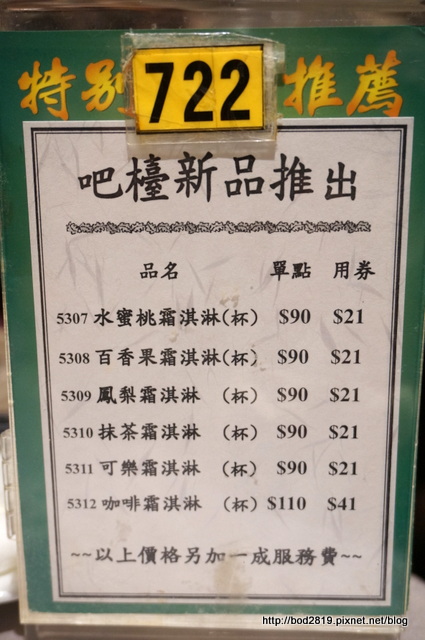 特別 722 推薦
吧檯新品推出
品名 單點 用券
5307 水蜜桃霜淇淋(杯) $90 $21
5308 百香果霜淇淋(杯) $90 $21
5309 鳳梨霜淇淋 (杯) $90 $21
5310 抹茶霜淇淋 (杯) $90 $21
5311 可樂霜淇淋 (杯) $90 $21
5312 咖啡霜淇淋 (杯) $110 $41
~~以上價格另加一成服務費~~
http://bod2819.pixnet.net/blog